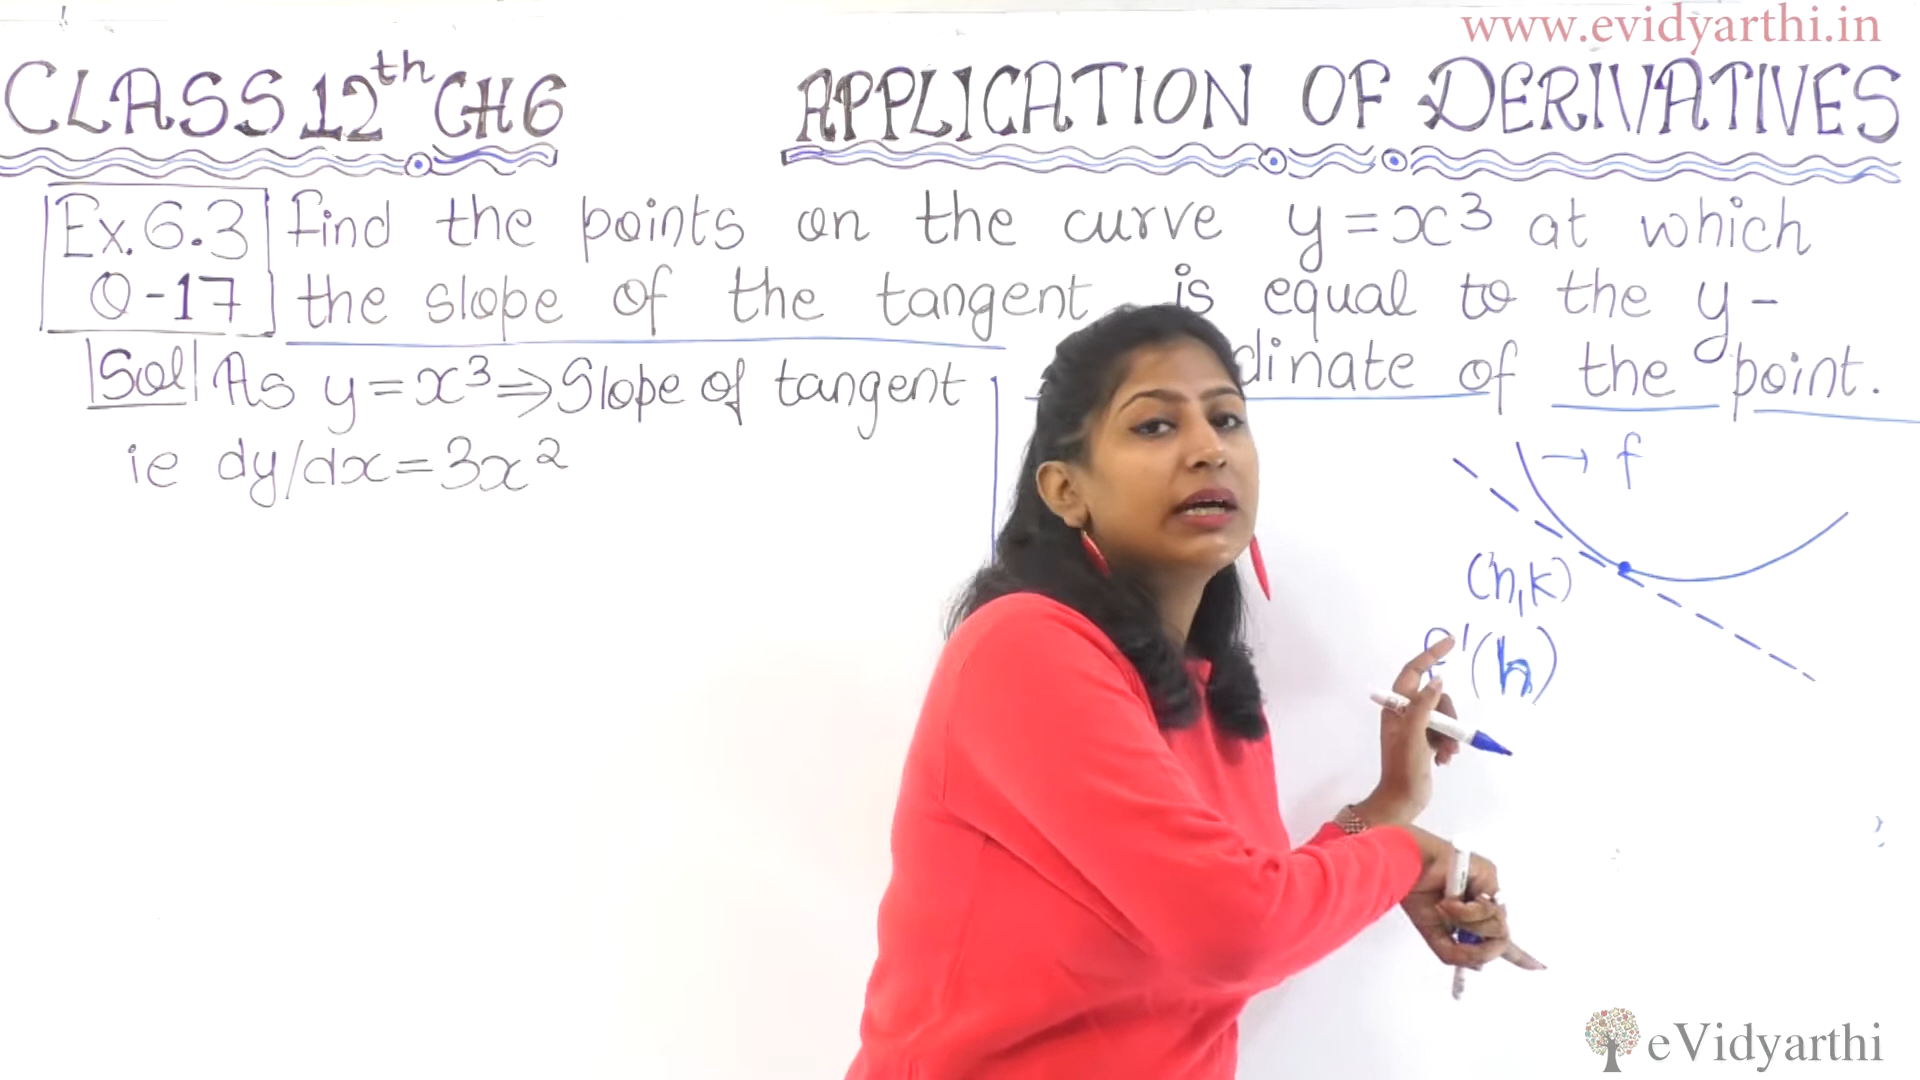 www.evidyarthi.in
CLASS 12th CH6 APPLICATION OF DERIVATIVES
Ex.6.3 Find the points on the curve y=x³ at which
Q-17 the slope of the tangent is equal to the y-
dinate of the point.
Sol As y=x³⇒Slope of tangent
ie dy/dx=3x²
→ f
(h,k)
f'(h)
eVidyarthi